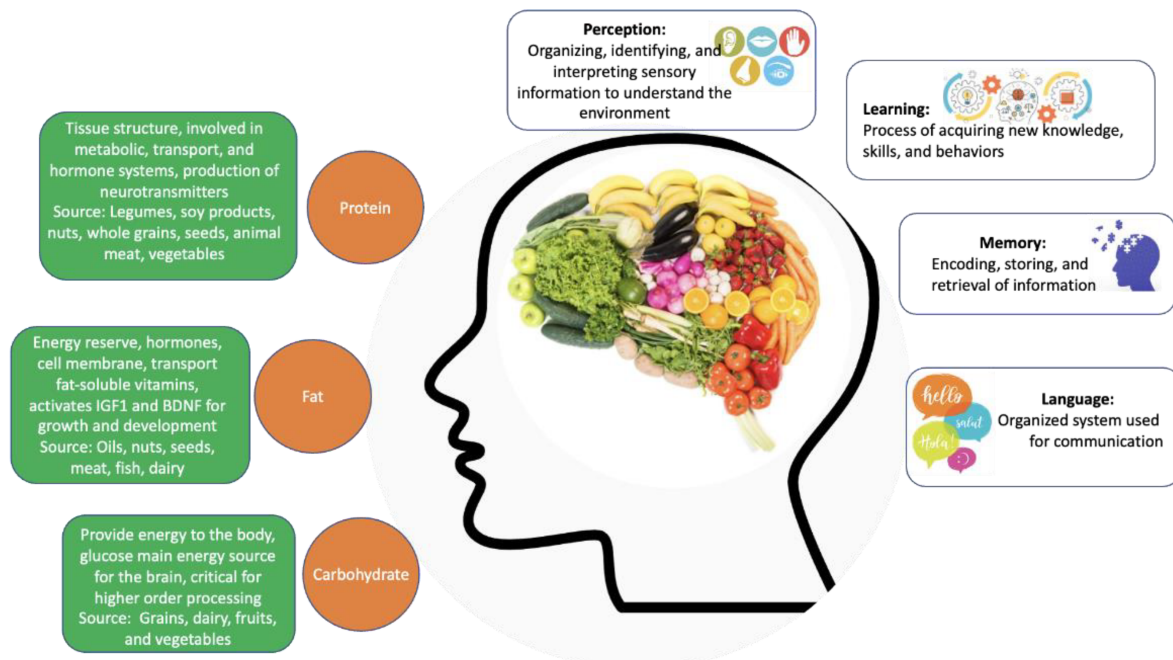 Perception:
Organizing, identifying, and
interpreting sensory
information to understand the
environment
Learning:
Process of acquiring new knowledge,
skills, and behaviors
Memory:
Encoding, storing, and
retrieval of information
hello
salut
Hola!
:)
Language:
Organized system used
for communication
Tissue structure, involved in
metabolic, transport, and
hormone systems, production of
neurotransmitters
Source: Legumes, soy products,
nuts, whole grains, seeds, animal
meat, vegetables
Protein
Energy reserve, hormones,
cell membrane, transport
fat-soluble vitamins,
activates IGF1 and BDNF for
growth and development
Source: Oils, nuts, seeds,
meat, fish, dairy
Fat
Provide energy to the body,
glucose main energy source
for the brain, critical for
higher order processing
Source:  Grains, dairy, fruits,
and vegetables
Carbohydrate